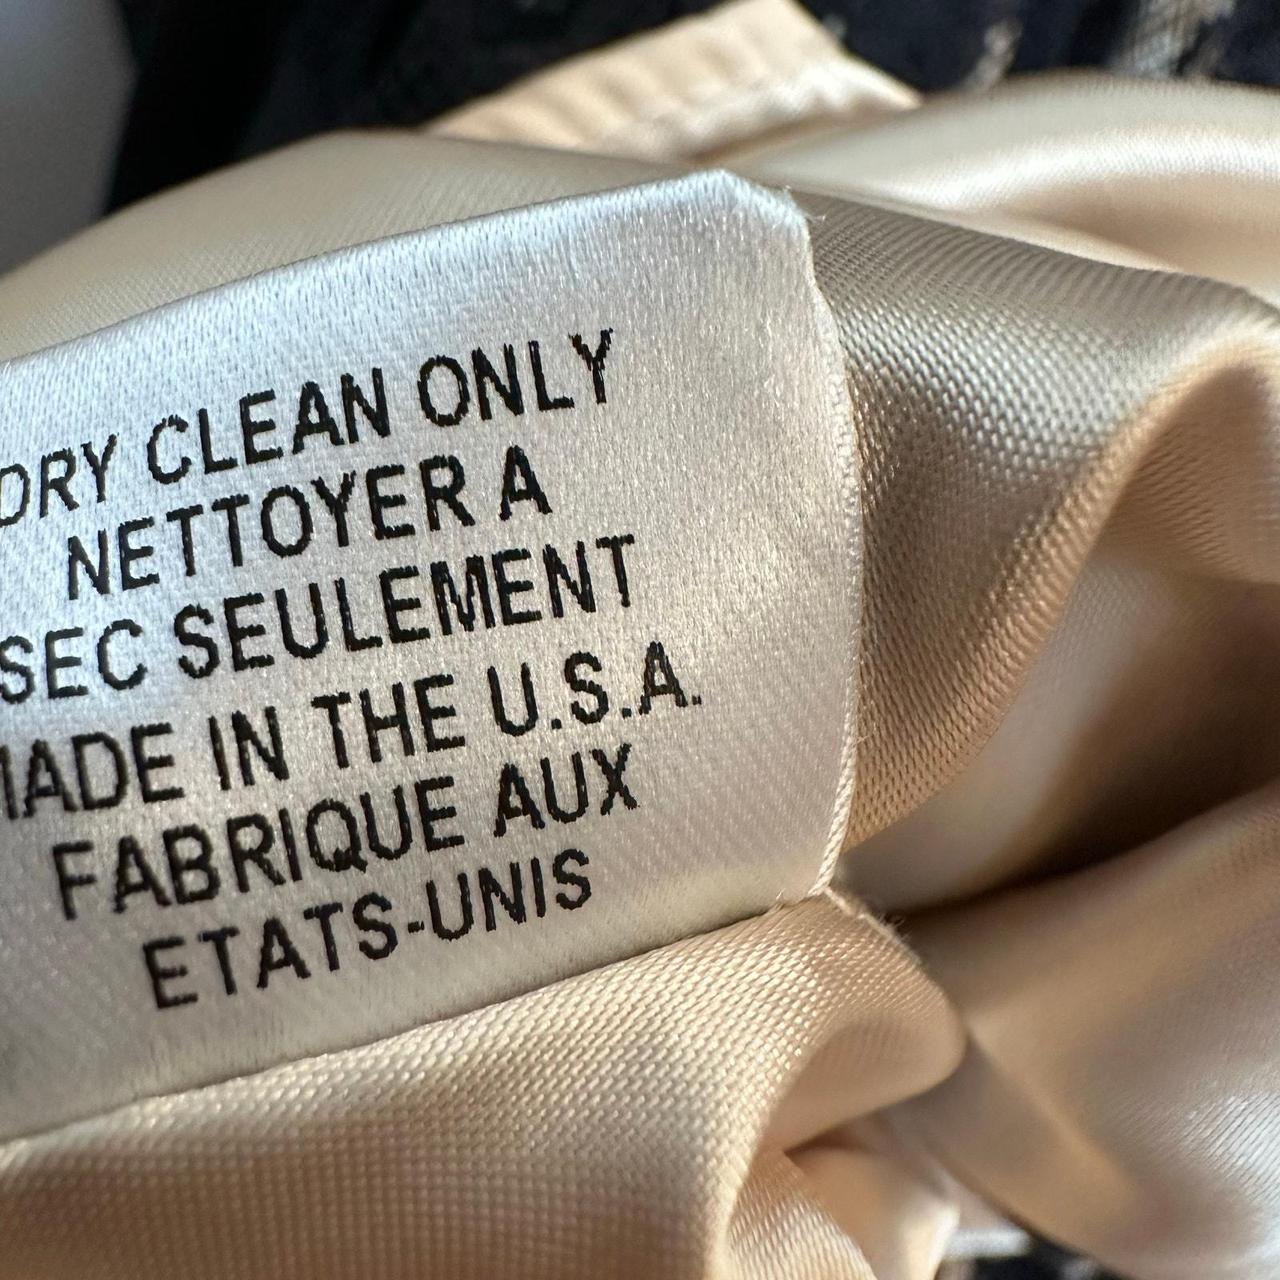 DRY CLEAN ONLY
NETTOYER A
SEC SEULEMENT
MADE IN THE U.S.A.
FABRIQUE AUX
ETATS-UNIS